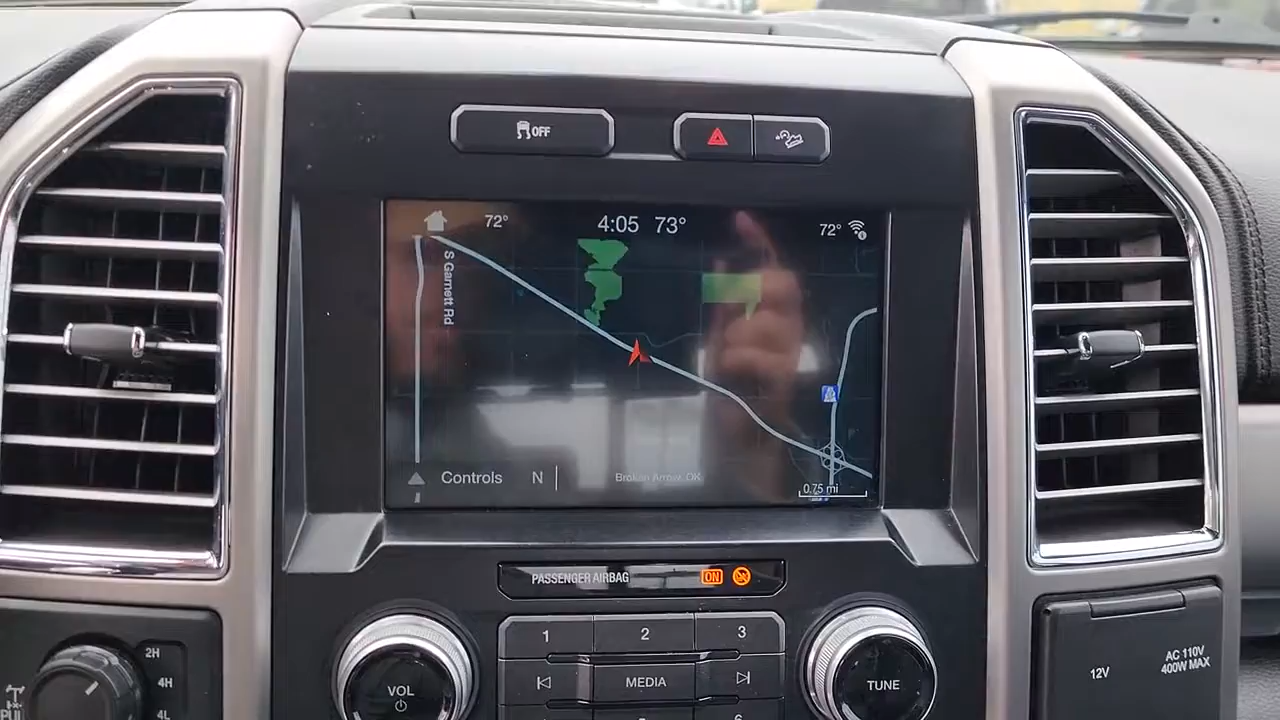 OFF
72° 4:05 73° 72°
S Garnett Rd
Controls N Broken Arrow, OK 0.75 mi
PASSENGER AIRBAG ON
1 2 3
VOL MEDIA TUNE
2H
4H
4L
12V
AC 110V
400W MAX